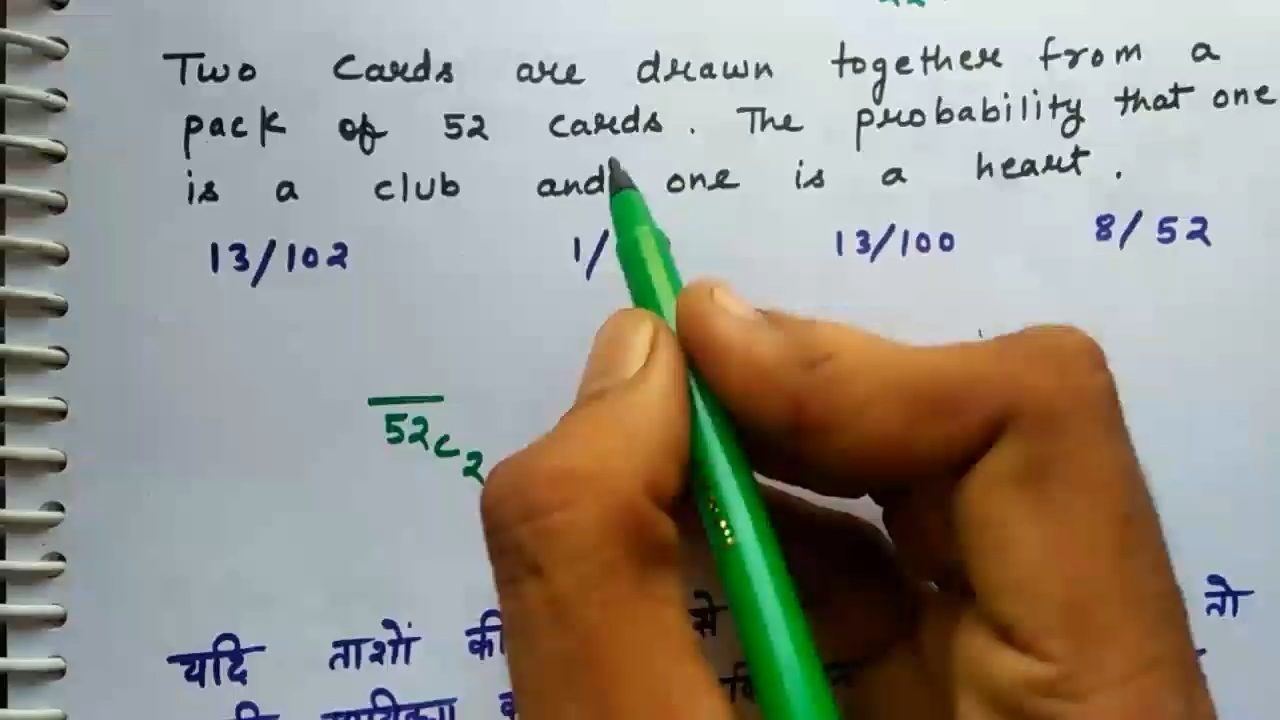 Two cards are drawn together from a
pack of 52 cards. The probability that one
is a club and one is a heart.
13/102 1/ 13/100 8/52
52c2
यदि ताशों की से तो